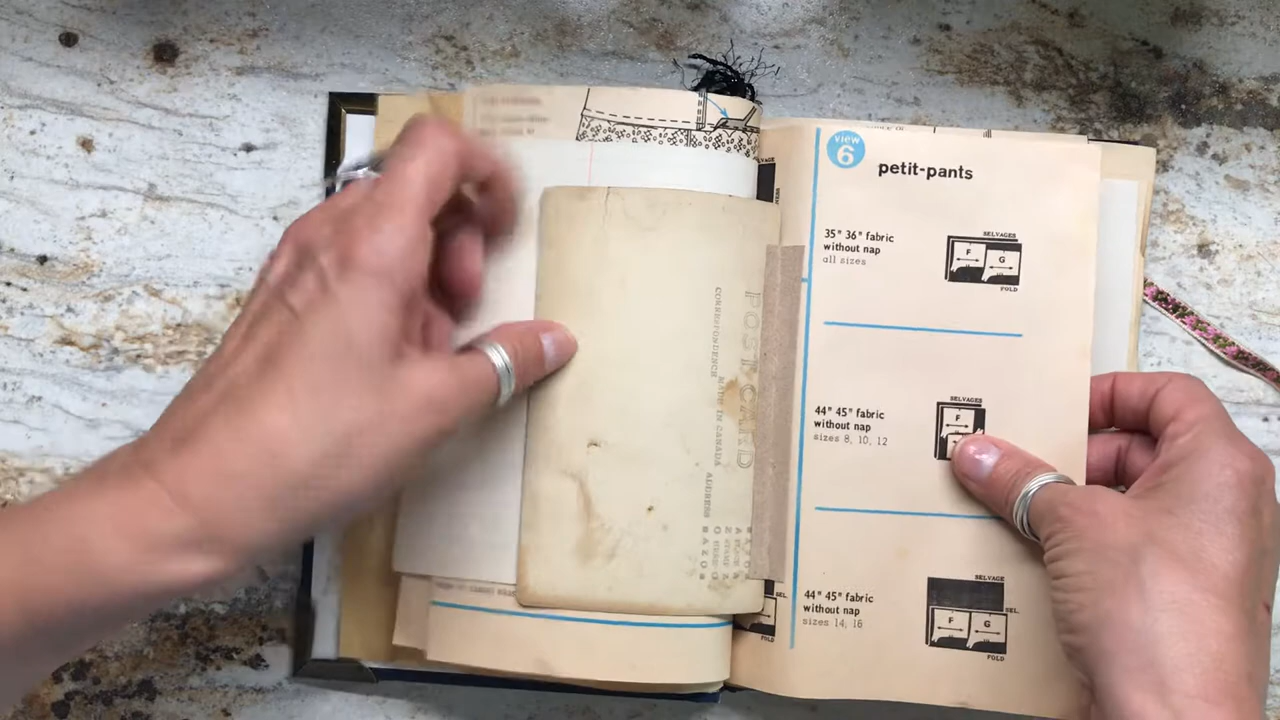 POST CARD
CORRESPONDENCE
MADE IN CANADA
ADDRESS
view
6
petit-pants
35" 36" fabric
without nap
all sizes
SELVAGES
F
G
FOLD
44" 45" fabric
without nap
sizes 8, 10, 12
SELVAGES
F
44" 45" fabric
without nap
sizes 14, 16
SELVAGE
SEL.
F
G
FOLD
SEL.
FOLD